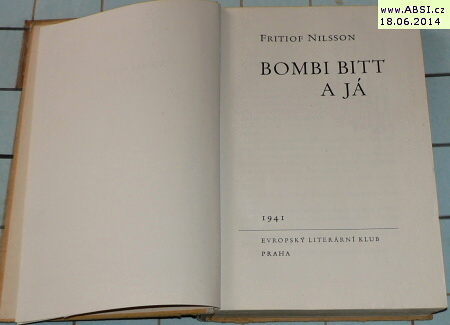 www.ABSI.cz
18.06.2014
FRITIOF NILSSON
BOMBI BITT
A JÁ
1941
EVROPSKÝ LITERÁRNÍ KLUB
PRAHA